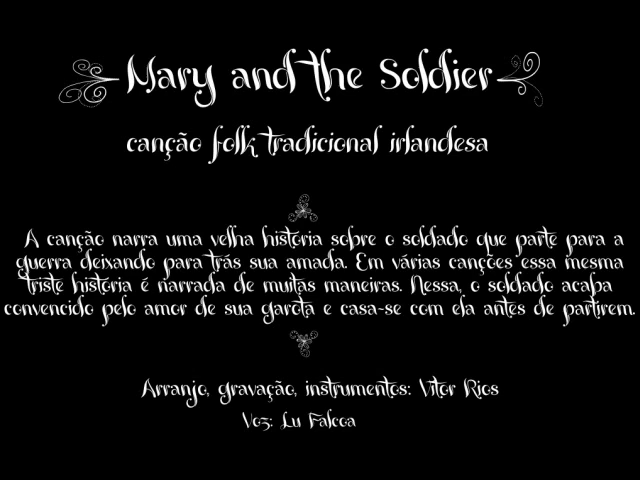 Mary and the Soldier
canção folk tradicional irlandesa
A canção narra uma velha história sobre o soldado que parte para a
guerra deixando para trás sua amada. Em várias canções essa mesma
triste história é narrada de muitas maneiras. Nessa, o soldado acaba
convencido pelo amor de sua garota e casa-se com ela antes de partirem.
Arranjo, gravação, instrumentos: Vitor Rios
Voz: Lu Falcoa